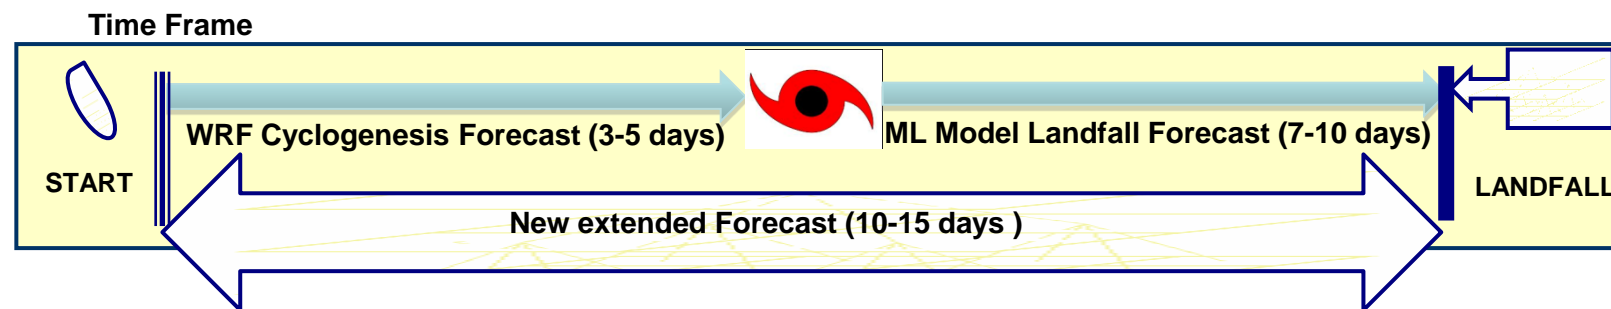 Time Frame
WRF Cyclogenesis Forecast (3-5 days)
ML Model Landfall Forecast (7-10 days)
START
LANDFALL
New extended Forecast (10-15 days )